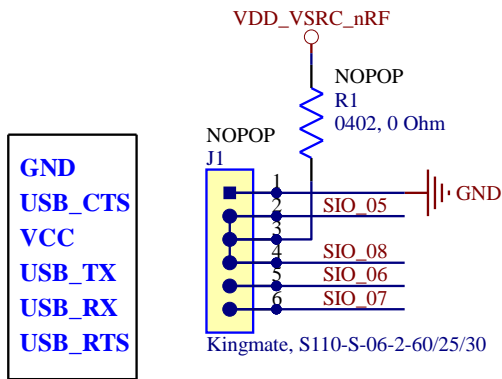 VDD_VSRC_nRF
NOPOP
R1
0402, 0 Ohm
NOPOP
J1
GND
USB_CTS
VCC
USB_TX
USB_RX
USB_RTS
1
GND
2
SIO_05
3
4
SIO_08
5
SIO_06
6
SIO_07
Kingmate, S110-S-06-2-60/25/30